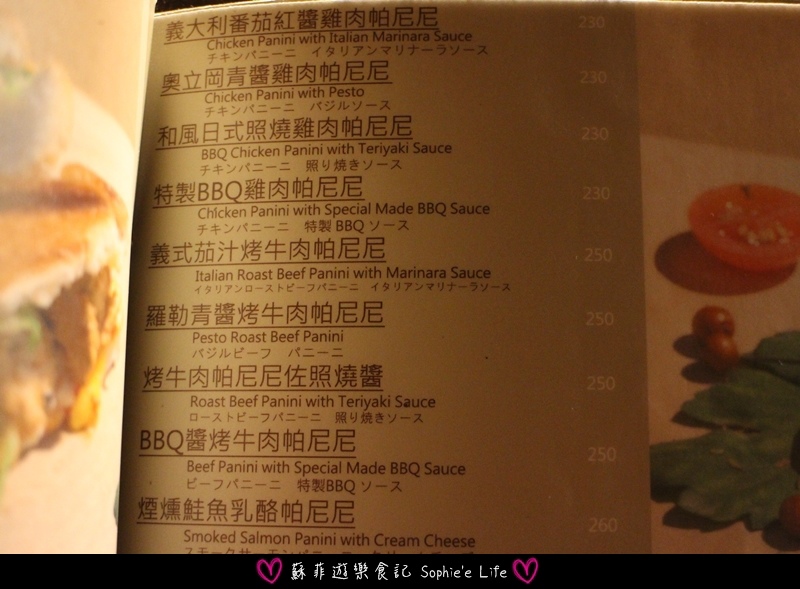 義大利番茄紅醬雞肉帕尼尼 230
Chicken Panini with Italian Marinara Sauce
チキンパニーニ イタリアンマリナーラソース
奧立岡青醬雞肉帕尼尼 230
Chicken Panini with Pesto
チキンパニーニ バジルソース
和風日式照燒雞肉帕尼尼 230
BBQ Chicken Panini with Teriyaki Sauce
チキンパニーニ 照り焼きソース
特製BBQ雞肉帕尼尼 230
Chicken Panini with Special Made BBQ Sauce
チキンパニーニ 特製 BBQ ソース
義式茄汁烤牛肉帕尼尼 250
Italian Roast Beef Panini with Marinara Sauce
イタリアンローストビーフパニーニ イタリアンマリナーラソース
羅勒青醬烤牛肉帕尼尼 250
Pesto Roast Beef Panini
バジルビーフ パニーニ
烤牛肉帕尼尼佐照燒醬 250
Roast Beef Panini with Teriyaki Sauce
ローストビーフパニーニ 照り焼きソース
BBQ醬烤牛肉帕尼尼 250
Beef Panini with Special Made BBQ Sauce
ビーフパニーニ 特製BBQ ソース
煙燻鮭魚乳酪帕尼尼 260
Smoked Salmon Panini with Cream Cheese
蘇菲遊樂食記 Sophie'e Life